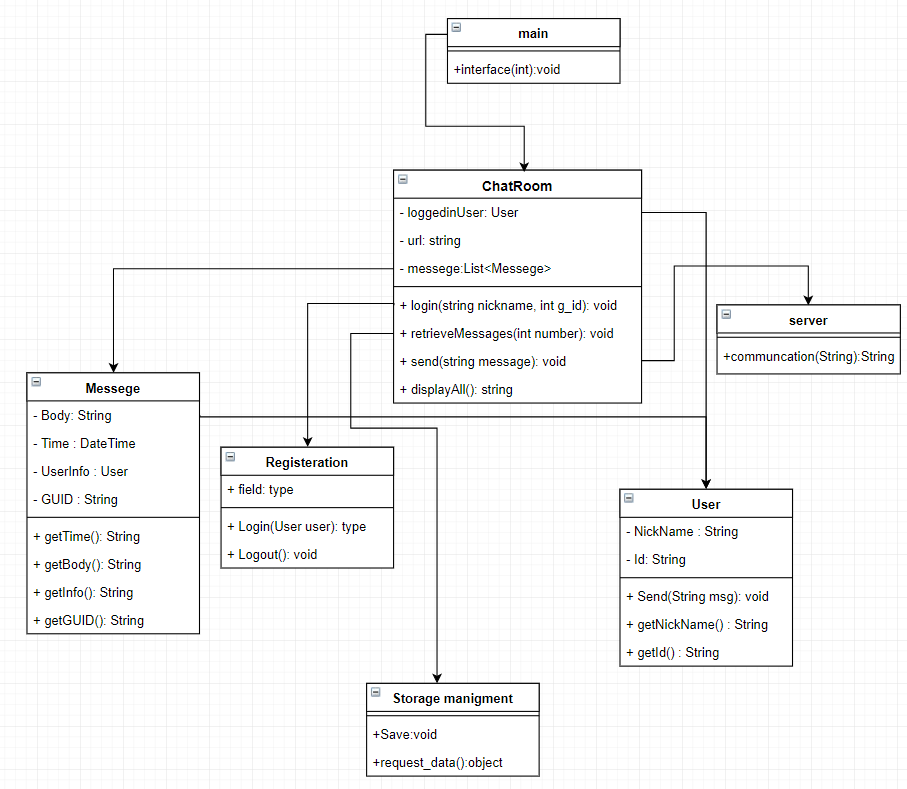 main
+interface(int):void
ChatRoom
- loggedinUser: User
- url: string
- messege:List<Messege>
+ login(string nickname, int g_id): void
+ retrieveMessages(int number): void
+ send(string message): void
+ displayAll(): string
server
+communcation(String):String
Messege
- Body: String
- Time : DateTime
- UserInfo : User
- GUID : String
+ getTime(): String
+ getBody(): String
+ getInfo(): String
+ getGUID(): String
Registeration
+ field: type
+ Login(User user): type
+ Logout(): void
User
- NickName : String
- Id: String
+ Send(String msg): void
+ getNickName() : String
+ getId() : String
Storage manigment
+Save:void
+request_data():object